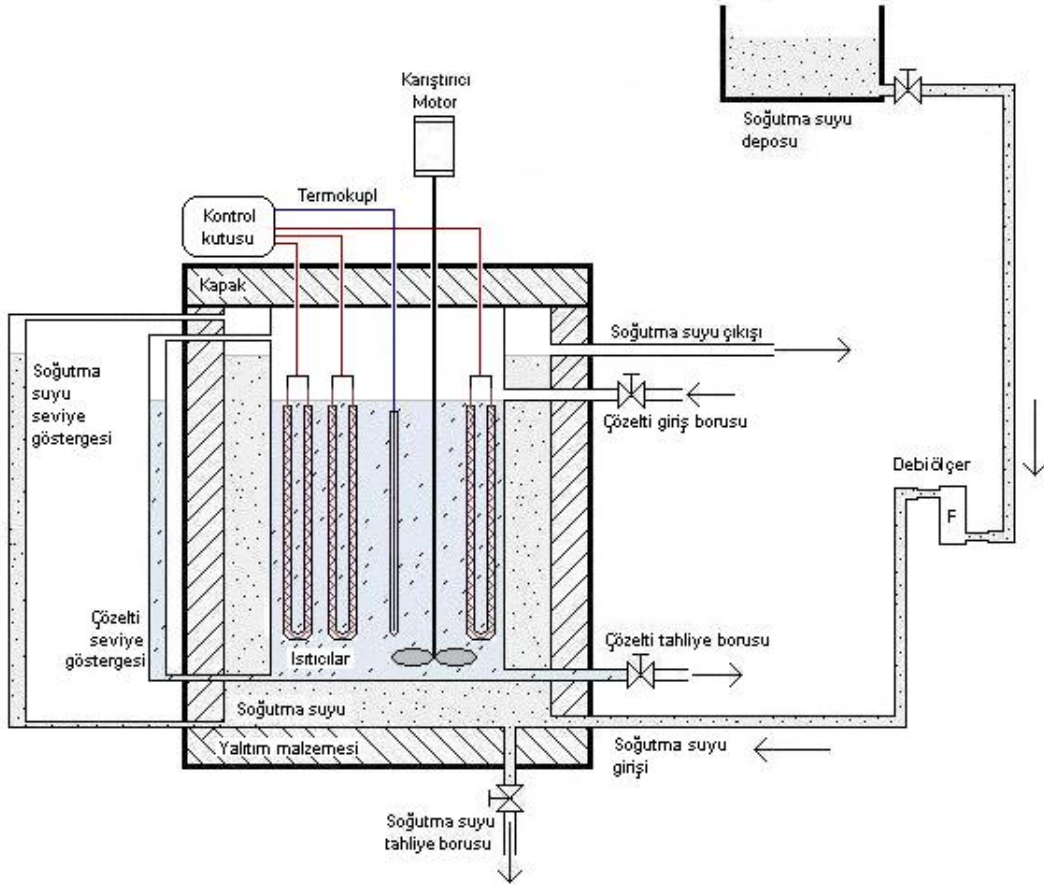 Karıştırıcı
Motor
Soğutma suyu
deposu
Termokupl
Kontrol
kutusu
Kapak
Soğutma suyu çıkışı
Soğutma
suyu
seviye
göstergesi
Çözelti giriş borusu
Debi ölçer
F
Çözelti
seviye
göstergesi
Isıtıcılar
Çözelti tahliye borusu
Soğutma suyu
Yalıtım malzemesi
Soğutma suyu
girişi
Soğutma suyu
tahliye borusu